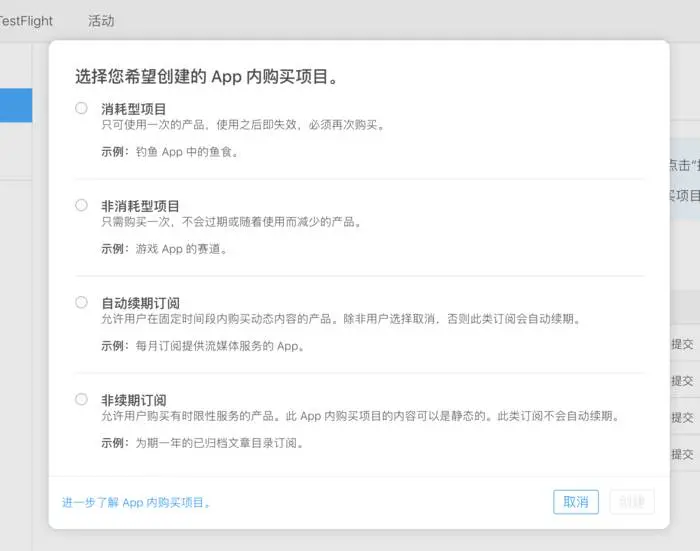 TestFlight 活动
选择您希望创建的 App 内购买项目。
消耗型项目
只可使用一次的产品，使用之后即失效，必须再次购买。
示例：钓鱼 App 中的鱼食。
非消耗型项目
只需购买一次，不会过期或随着使用而减少的产品。
示例：游戏 App 的赛道。
自动续期订阅
允许用户在固定时间段内购买动态内容的产品。除非用户选择取消，否则此类订阅会自动续期。
示例：每月订阅提供流媒体服务的 App。
非续期订阅
允许用户购买有时限性服务的产品。此 App 内购买项目的内容可以是静态的。此类订阅不会自动续期。
示例：为期一年的已归档文章目录订阅。
进一步了解 App 内购买项目。
取消 创建
点击“
买项目
提交
提交
提交
提交